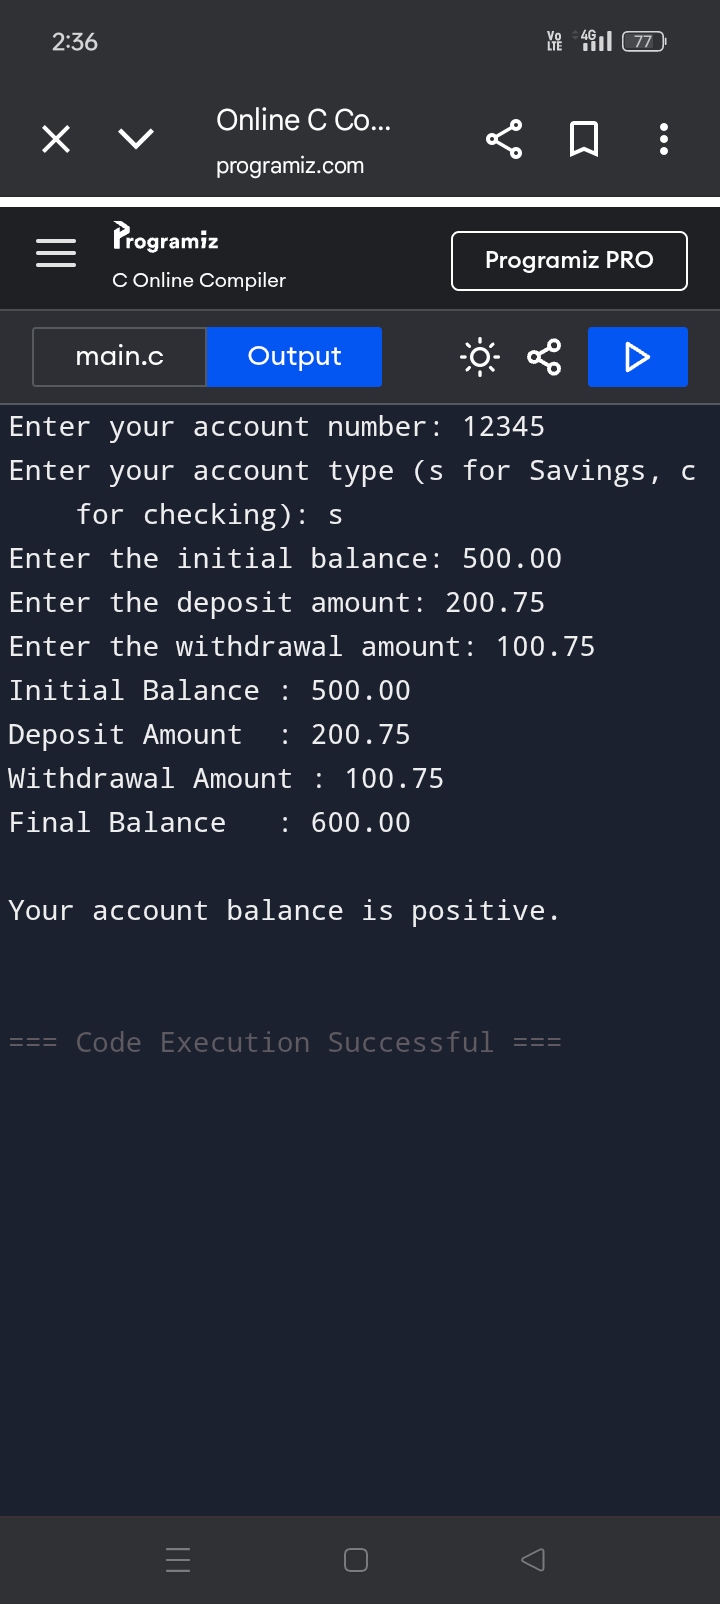 2:36
Vo LTE 4G 77
Online C Co...
programiz.com
Programiz
C Online Compiler
Programiz PRO
main.c
Output
Enter your account number: 12345
Enter your account type (s for Savings, c
for checking): s
Enter the initial balance: 500.00
Enter the deposit amount: 200.75
Enter the withdrawal amount: 100.75
Initial Balance : 500.00
Deposit Amount  : 200.75
Withdrawal Amount : 100.75
Final Balance   : 600.00
Your account balance is positive.
=== Code Execution Successful ===